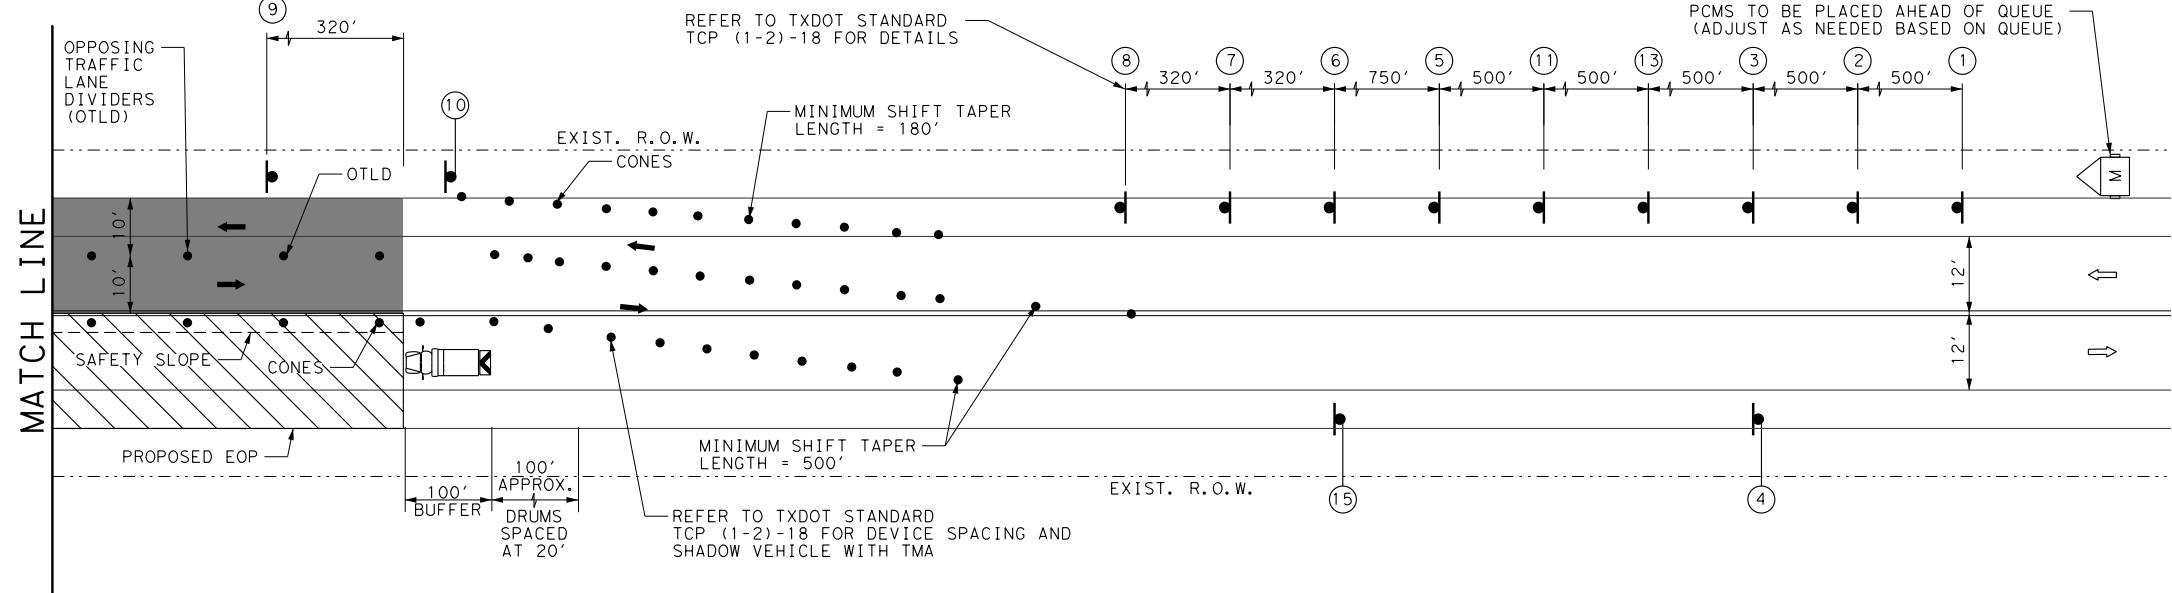 9
320'
OPPOSING
TRAFFIC
LANE
DIVIDERS
(OTLD)
10
REFER TO TXDOT STANDARD
TCP (1-2)-18 FOR DETAILS
PCMS TO BE PLACED AHEAD OF QUEUE
(ADJUST AS NEEDED BASED ON QUEUE)
8
7
6
5
11
13
3
2
1
320'
320'
750'
500'
500'
500'
500'
500'
MINIMUM SHIFT TAPER
LENGTH = 180'
EXIST. R.O.W.
CONES
OTLD
M
MATCH LINE
10'
10'
12'
12'
SAFETY SLOPE
CONES
PROPOSED EOP
100'
BUFFER
100'
APPROX.
DRUMS
SPACED
AT 20'
MINIMUM SHIFT TAPER
LENGTH = 500'
REFER TO TXDOT STANDARD
TCP (1-2)-18 FOR DEVICE SPACING AND
SHADOW VEHICLE WITH TMA
EXIST. R.O.W.
15
4